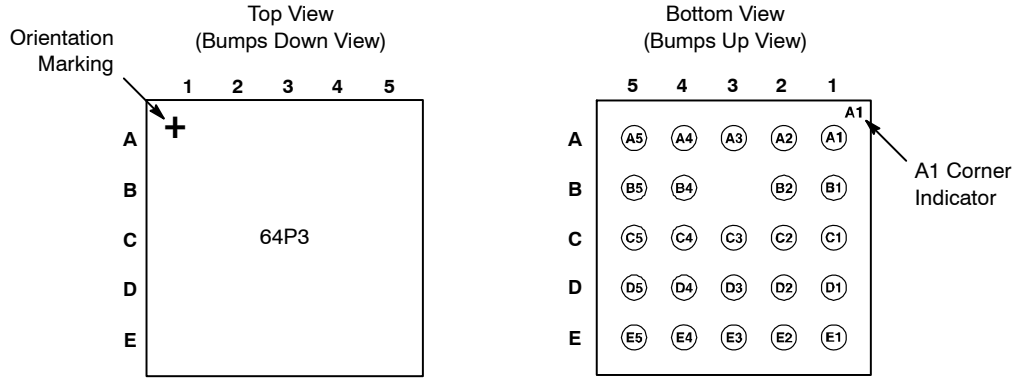 Top View
(Bumps Down View)
Orientation
Marking
1 2 3 4 5
+
A
B
C
D
E
64P3
Bottom View
(Bumps Up View)
5 4 3 2 1
A1
A A5 A4 A3 A2 A1
B B5 B4 B2 B1
C C5 C4 C3 C2 C1
D D5 D4 D3 D2 D1
E E5 E4 E3 E2 E1
A1 Corner
Indicator